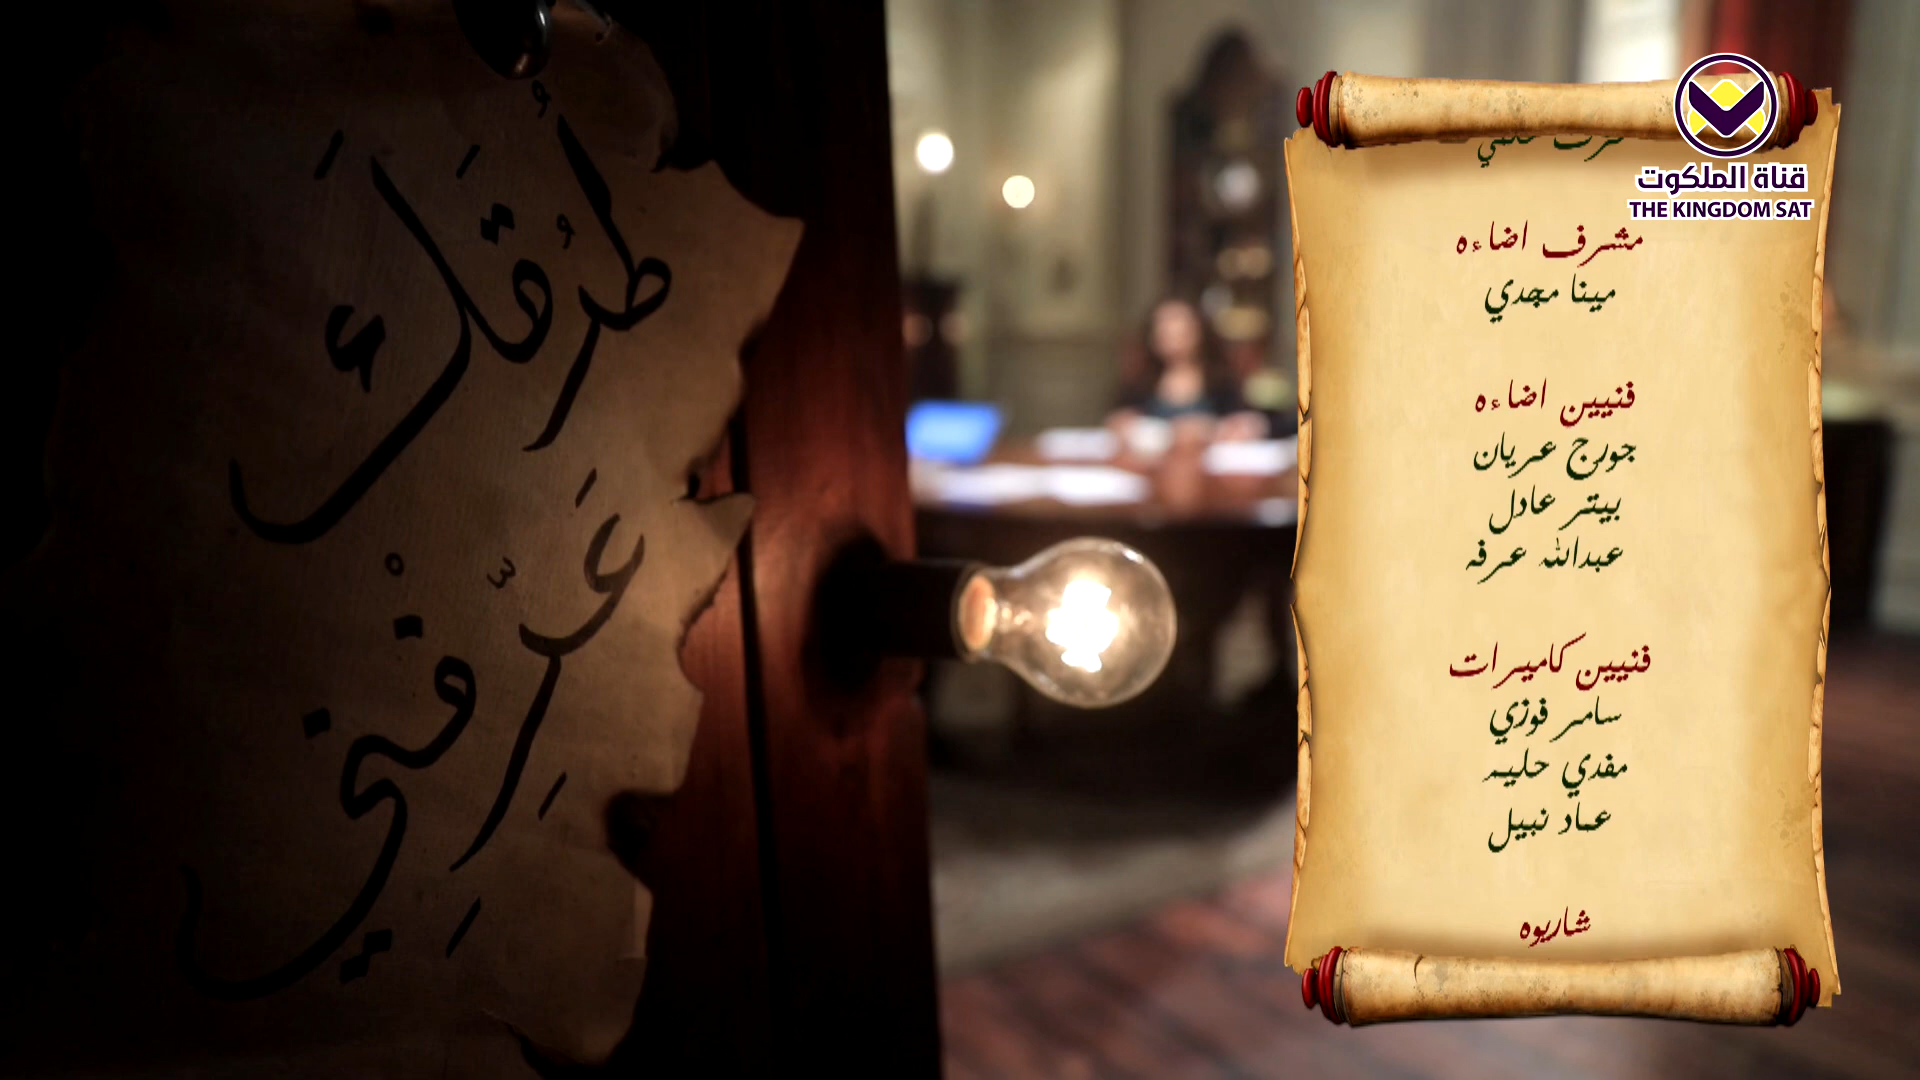 طُرُقَكَ
عَرِّفْنِي
قناة الملكوت
THE KINGDOM SAT
حلمي
مشرف اضاءه
مينا مجدي
فنيين اضاءه
جورج عريان
بيتر عادل
عبدالله عرفه
فنيين كاميرات
سامر فوزي
مفدي حليم
عماد نبيل
شاريوه